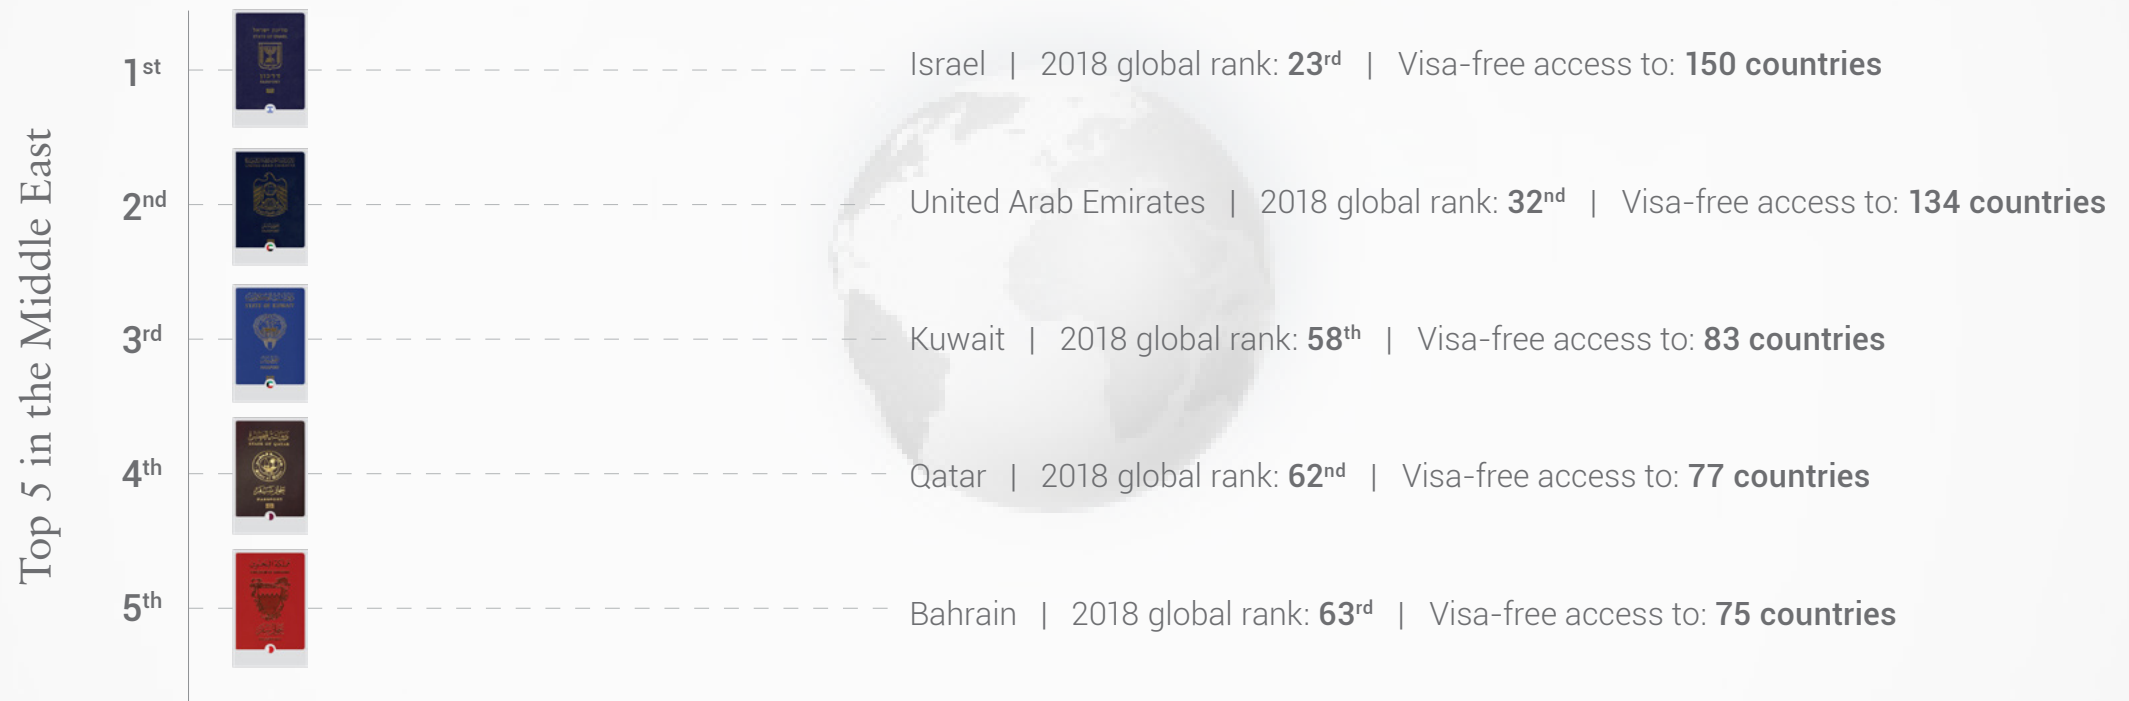 Top 5 in the Middle East
1st
Israel | 2018 global rank: 23rd | Visa-free access to: 150 countries
2nd
United Arab Emirates | 2018 global rank: 32nd | Visa-free access to: 134 countries
3rd
Kuwait | 2018 global rank: 58th | Visa-free access to: 83 countries
4th
Qatar | 2018 global rank: 62nd | Visa-free access to: 77 countries
5th
Bahrain | 2018 global rank: 63rd | Visa-free access to: 75 countries